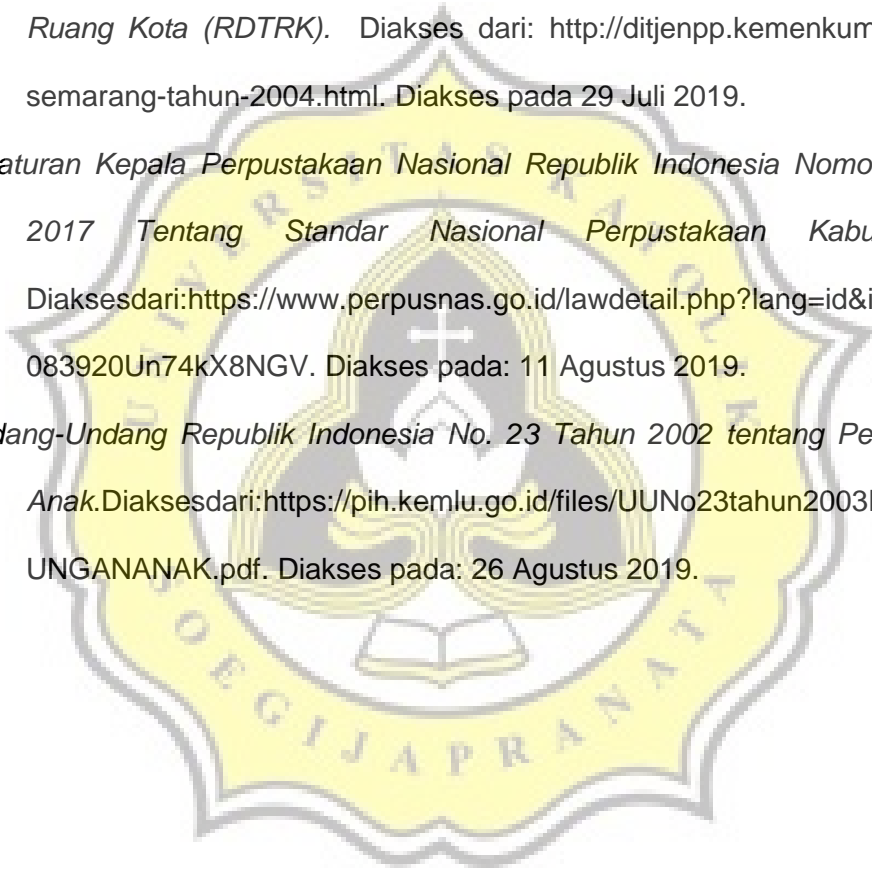 Ruang Kota (RDTRK). Diakses dari: http://ditjenpp.kemenkum
semarang-tahun-2004.html. Diakses pada 29 Juli 2019.
aturan Kepala Perpustakaan Nasional Republik Indonesia Nomo
2017 Tentang Standar Nasional Perpustakaan Kabu
Diaksesdari:https://www.perpusnas.go.id/lawdetail.php?lang=id&i
083920Un74kX8NGV. Diakses pada: 11 Agustus 2019.
dang-Undang Republik Indonesia No. 23 Tahun 2002 tentang Pe
Anak.Diaksesdari:https://pih.kemlu.go.id/files/UUNo23tahun2003
UNGANANAK.pdf. Diakses pada: 26 Agustus 2019.
UNIVERSITAS KATOLIK
SOEGIJAPRANATA